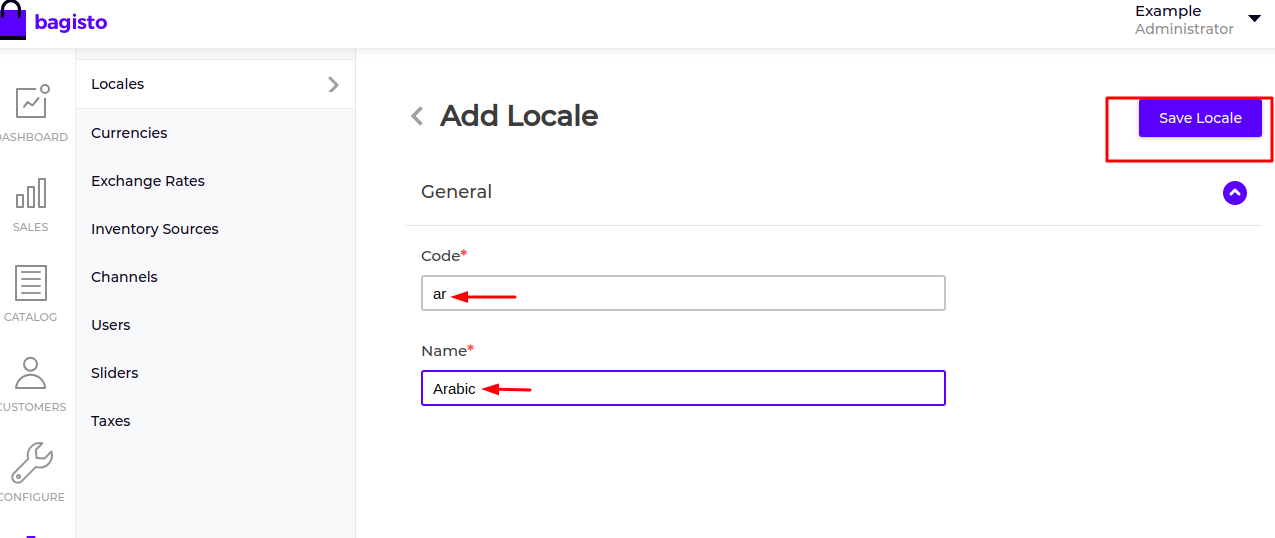 bagisto
Example
Administrator
DASHBOARD
SALES
CATALOG
CUSTOMERS
CONFIGURE
Locales
Currencies
Exchange Rates
Inventory Sources
Channels
Users
Sliders
Taxes
Add Locale
Save Locale
General
Code*
ar
Name*
Arabic